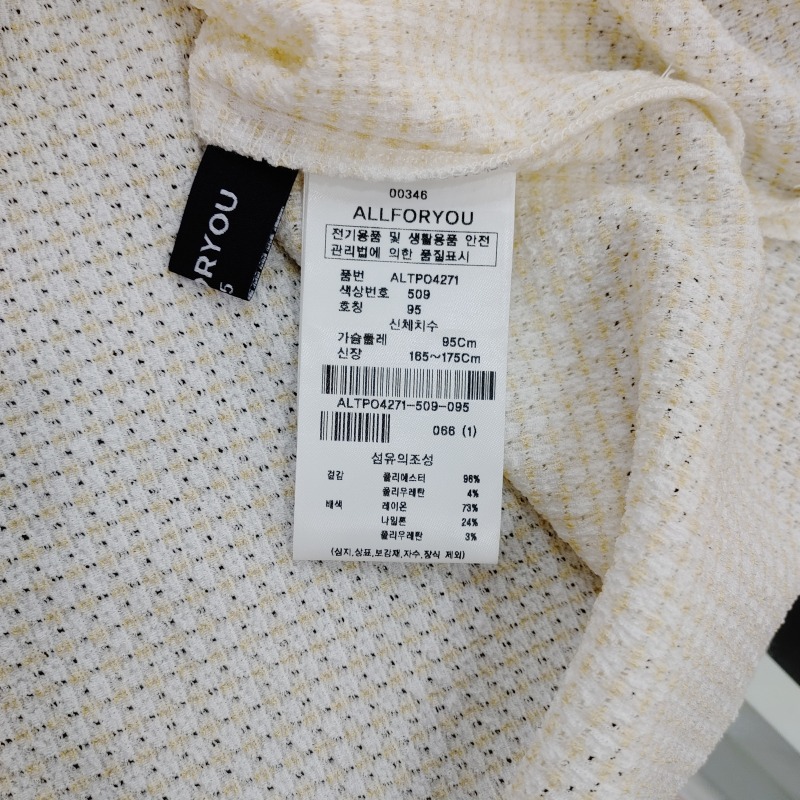 RYOU
5
00346
ALLFORYOU
전기용품 및 생활용품 안전
관리법에 의한 품질표시
품번 ALTPO4271
색상번호 509
호칭 95
신체치수
가슴둘레 95Cm
신장 165~175Cm
ALTPO4271-509-095
066 (1)
섬유의조성
겉감 폴리에스터 96%
폴리우레탄 4%
배색 레이온 73%
나일론 24%
폴리우레탄 3%
(심지,상표,보강재,자수,장식 제외)